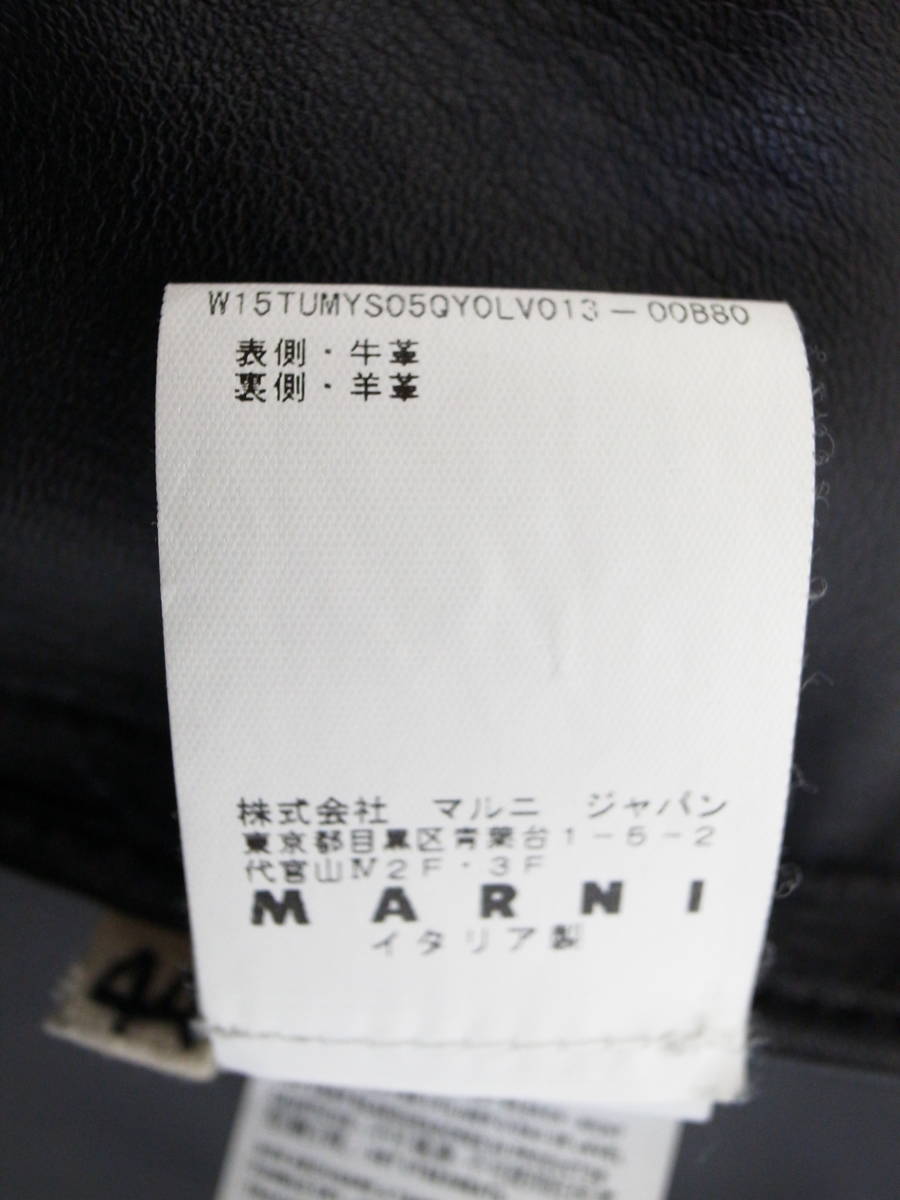 W15TUMYS05QY0LV013-00B80
表側・牛革
裏側・羊革
株式会社 マルニ ジャパン
東京都目黒区青葉台1-5-2
代官山Ⅳ2F・3F
MARNI
イタリア製
44